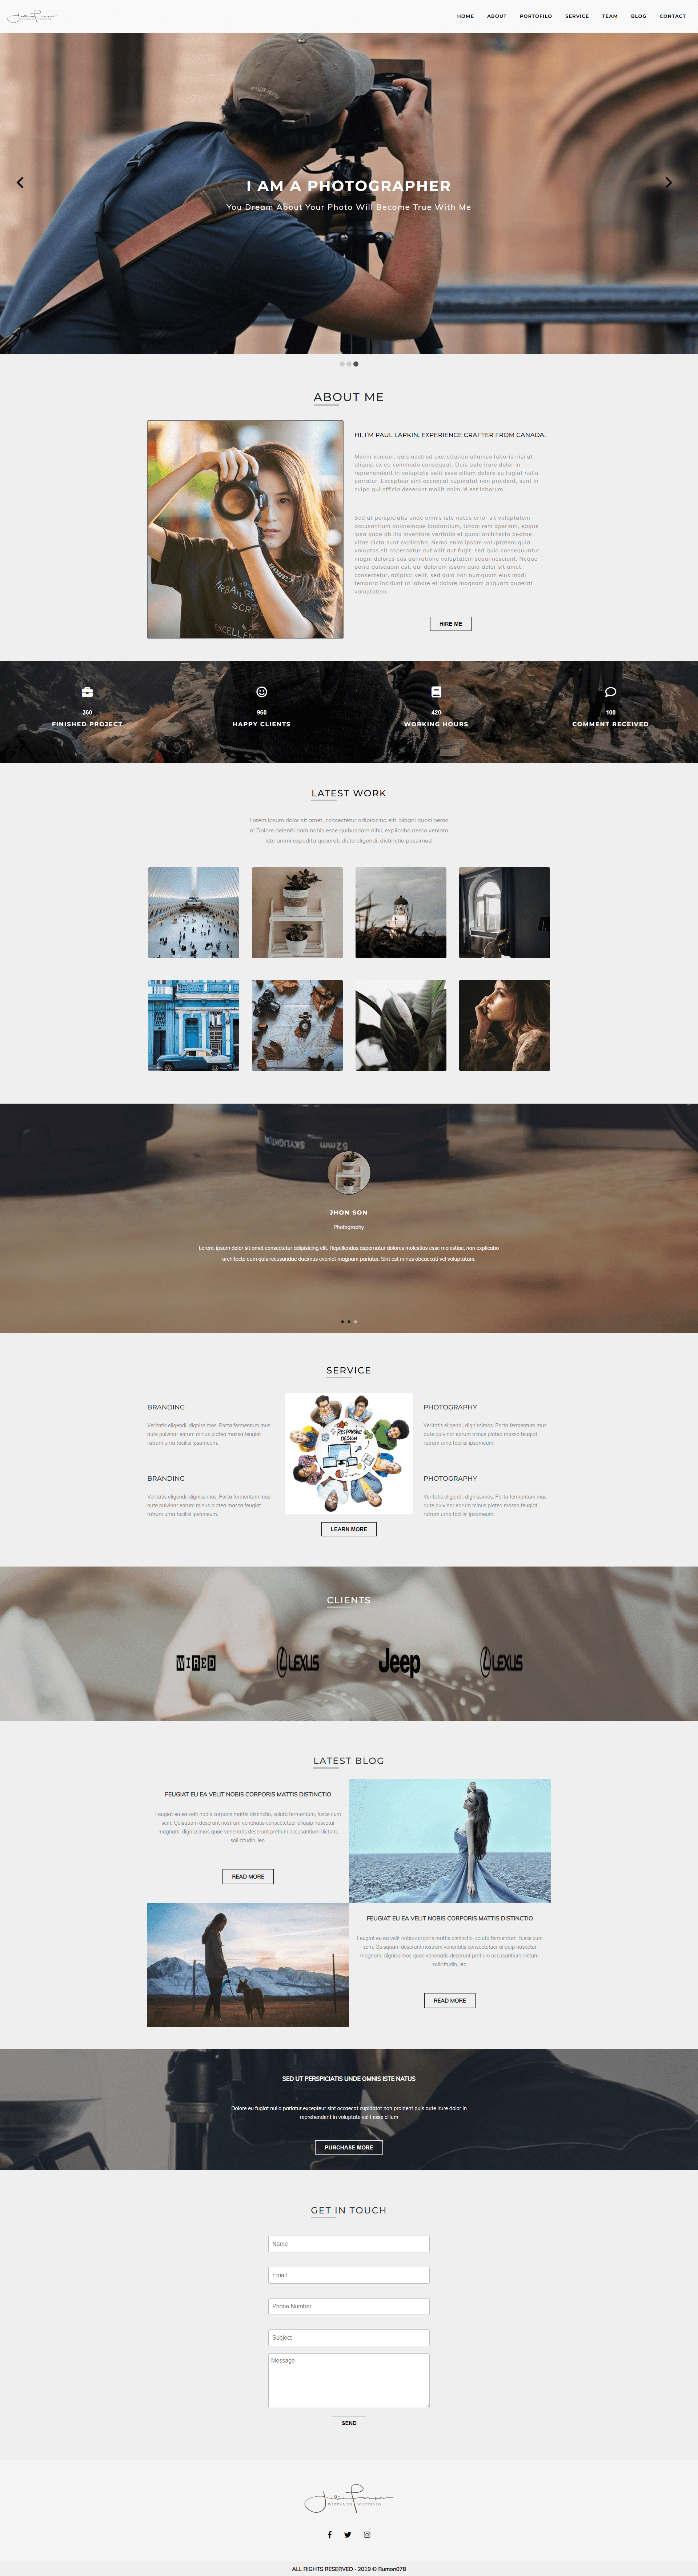 HOME ABOUT PORTOFILO SERVICE TEAM BLOG CONTACT
I AM A PHOTOGRAPHER
You Dream About Your Photo Will Become True With Me
ABOUT ME
HI, I'M PAUL LAPKIN, EXPERIENCE CRAFTER FROM CANADA.
Minim veniam, quis nostrud exercitation ullamco laboris nisi ut
aliquip ex ea commodo consequat. Duis aute irure dolor in
reprehenderit in voluptate velit esse cillum dolore eu fugiat nulla
pariatur. Excepteur sint occaecat cupidatat non proident, sunt in
culpa qui officia deserunt mollit anim id est laborum.
Sed ut perspiciatis unde omnis iste natus error sit voluptatem
accusantium doloremque laudantium, totam rem aperiam, eaque
ipsa quae ab illo inventore veritatis et quasi architecto beatae
vitae dicta sunt explicabo. Nemo enim ipsam voluptatem quia
voluptas sit aspernatur aut odit aut fugit, sed quia consequuntur
magni dolores eos qui ratione voluptatem sequi nesciunt. Neque
porro quisquam est, qui dolorem ipsum quia dolor sit amet,
consectetur, adipisci velit, sed quia non numquam eius modi
tempora incidunt ut labore et dolore magnam aliquam quaerat
voluptatem.
HIRE ME
360
FINISHED PROJECT
960
HAPPY CLIENTS
420
WORKING HOURS
100
COMMENT RECEIVED
LATEST WORK
Lorem ipsum dolor sit amet, consectetur adipisicing elit. Magni quasi nemo
a! Dolore deleniti nam nobis esse quibusdam nihil, explicabo nemo veniam
iste animi expedita quaerat, dicta eligendi, distinctio possimus!
JHON SON
Photography
Lorem, ipsum dolor sit amet consectetur adipisicing elit. Repellendus aspernatur dolores molestias esse molestiae, non explicabo
architecto eum quis recusandae ducimus eveniet magnam pariatur. Sint est minus obcaecati vel voluptatum.
SERVICE
BRANDING
Veritatis eligendi, dignissimos. Porta fermentum mus
aute pulvinar earum minus platea massa feugiat
rutrum urna facilisi ipsameum.
BRANDING
Veritatis eligendi, dignissimos. Porta fermentum mus
aute pulvinar earum minus platea massa feugiat
rutrum urna facilisi ipsameum.
RESPONSIVE
DESIGN
LEARN MORE
PHOTOGRAPHY
Veritatis eligendi, dignissimos. Porta fermentum mus
aute pulvinar earum minus platea massa feugiat
rutrum urna facilisi ipsameum.
PHOTOGRAPHY
Veritatis eligendi, dignissimos. Porta fermentum mus
aute pulvinar earum minus platea massa feugiat
rutrum urna facilisi ipsameum.
CLIENTS
WIRED LEXUS Jeep LEXUS
LATEST BLOG
FEUGIAT EU EA VELIT NOBIS CORPORIS MATTIS DISTINCTIO
Feugiat eu ea velit nobis corporis mattis distinctio, soluta fermentum, fusce cum
sem. Quisquam deserunt nostrum venenatis consectetuer aliquip nascetur
magnam, dignissimos quae venenatis deserunt pretium accusantium dictum,
sollicitudin, leo.
READ MORE
FEUGIAT EU EA VELIT NOBIS CORPORIS MATTIS DISTINCTIO
Feugiat eu ea velit nobis corporis mattis distinctio, soluta fermentum, fusce cum
sem. Quisquam deserunt nostrum venenatis consectetuer aliquip nascetur
magnam, dignissimos quae venenatis deserunt pretium accusantium dictum,
sollicitudin, leo.
READ MORE
SED UT PERSPICIATIS UNDE OMNIS ISTE NATUS
Dolore eu fugiat nulla pariatur excepteur sint occaecat cupidatat non proident puis aute irure dolor in
reprehenderit in voluptate velit esse cillum
PURCHASE MORE
GET IN TOUCH
Name
Email
Phone Number
Subject
Message
SEND
ALL RIGHTS RESERVED - 2019 © Rumon078